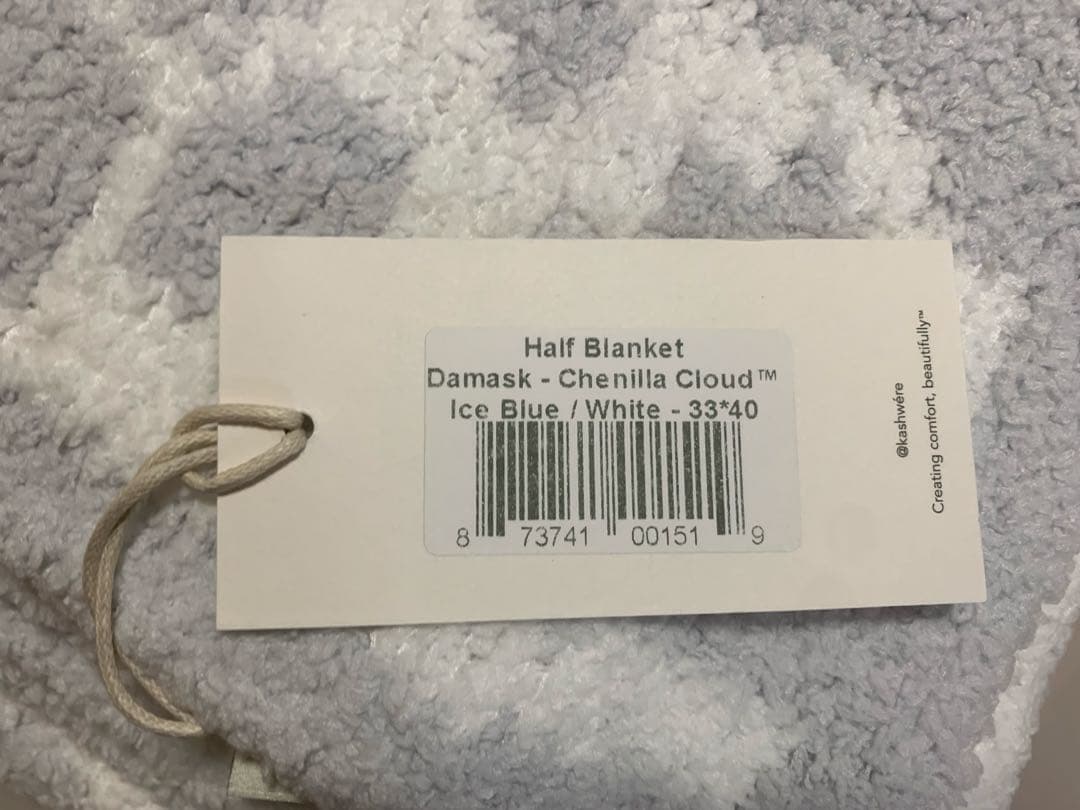 Half Blanket
Damask - Chenilla Cloud™
Ice Blue / White - 33*40
8 73741 00151 9
@kashwére
Creating comfort, beautifully™